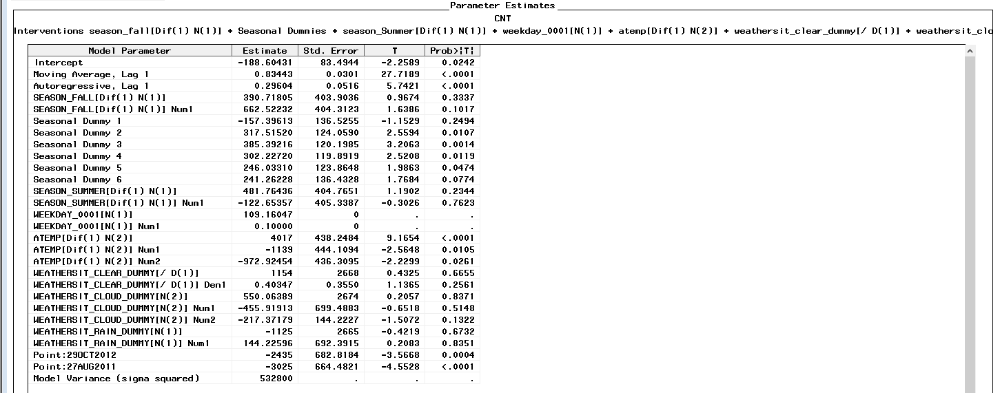 Parameter Estimates
CNT
Interventions season_fall[Dif(1) N(1)] + Seasonal Dummies + season_Summer[Dif(1) N(1)] + weekday_0001[N(1)] + atemp[Dif(1) N(2)] + weathersit_clear_dummy[/ D(1)] + weathersit_clo
Model Parameter Estimate Std. Error T Prob>|T|
Intercept -188.60431 83.4944 -2.2589 0.0242
Moving Average, Lag 1 0.83443 0.0301 27.7189 <.0001
Autoregressive, Lag 1 0.29604 0.0516 5.7421 <.0001
SEASON_FALL[Dif(1) N(1)] 390.71805 403.9036 0.9674 0.3337
SEASON_FALL[Dif(1) N(1)] Num1 662.52232 404.3123 1.6386 0.1017
Seasonal Dummy 1 -157.39613 136.5255 -1.1529 0.2494
Seasonal Dummy 2 317.51520 124.0590 2.5594 0.0107
Seasonal Dummy 3 385.39216 120.1985 3.2063 0.0014
Seasonal Dummy 4 302.22720 119.8919 2.5208 0.0119
Seasonal Dummy 5 246.03310 123.8648 1.9863 0.0474
Seasonal Dummy 6 241.26228 136.4328 1.7684 0.0774
SEASON_SUMMER[Dif(1) N(1)] 481.76436 404.7651 1.1902 0.2344
SEASON_SUMMER[Dif(1) N(1)] Num1 -122.65357 405.3387 -0.3026 0.7623
WEEKDAY_0001[N(1)] 109.16047 0 . .
WEEKDAY_0001[N(1)] Num1 0.10000 0 . .
ATEMP[Dif(1) N(2)] 4017 438.2484 9.1654 <.0001
ATEMP[Dif(1) N(2)] Num1 -1139 444.1094 -2.5648 0.0105
ATEMP[Dif(1) N(2)] Num2 -972.92454 436.3095 -2.2299 0.0261
WEATHERSIT_CLEAR_DUMMY[/ D(1)] 1154 2668 0.4325 0.6655
WEATHERSIT_CLEAR_DUMMY[/ D(1)] Den1 0.40347 0.3550 1.1365 0.2561
WEATHERSIT_CLOUD_DUMMY[N(2)] 550.06389 2674 0.2057 0.8371
WEATHERSIT_CLOUD_DUMMY[N(2)] Num1 -455.91913 699.4883 -0.6518 0.5148
WEATHERSIT_CLOUD_DUMMY[N(2)] Num2 -217.37179 144.2227 -1.5072 0.1322
WEATHERSIT_RAIN_DUMMY[N(1)] -1125 2665 -0.4219 0.6732
WEATHERSIT_RAIN_DUMMY[N(1)] Num1 144.22596 692.3915 0.2083 0.8351
Point:29OCT2012 -2435 682.8184 -3.5668 0.0004
Point:27AUG2011 -3025 664.4821 -4.5528 <.0001
Model Variance (sigma squared) 532800 . . .